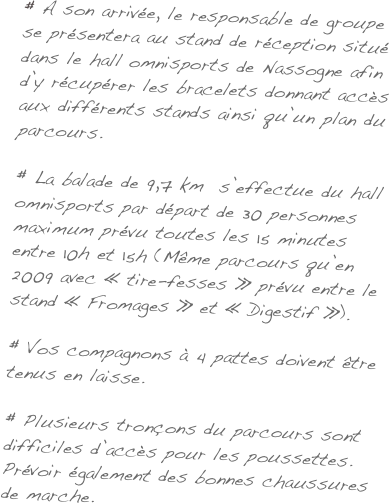 # A son arrivée, le responsable de groupe
se présentera au stand de réception situé
dans le hall omnisports de Nassogne afin
d'y récupérer les bracelets donnant accès
aux différents stands ainsi qu'un plan du
parcours.
# La balade de 9,7 km s'effectue du hall
omnisports par départ de 30 personnes
maximum prévu toutes les 15 minutes
entre 10h et 15h (Même parcours qu'en
2009 avec « tire-fesses » prévu entre le
stand « Fromages » et « Digestif »).
# Vos compagnons à 4 pattes doivent être
tenus en laisse.
# Plusieurs tronçons du parcours sont
difficiles d'accès pour les poussettes.
Prévoir également des bonnes chaussures
de marche.